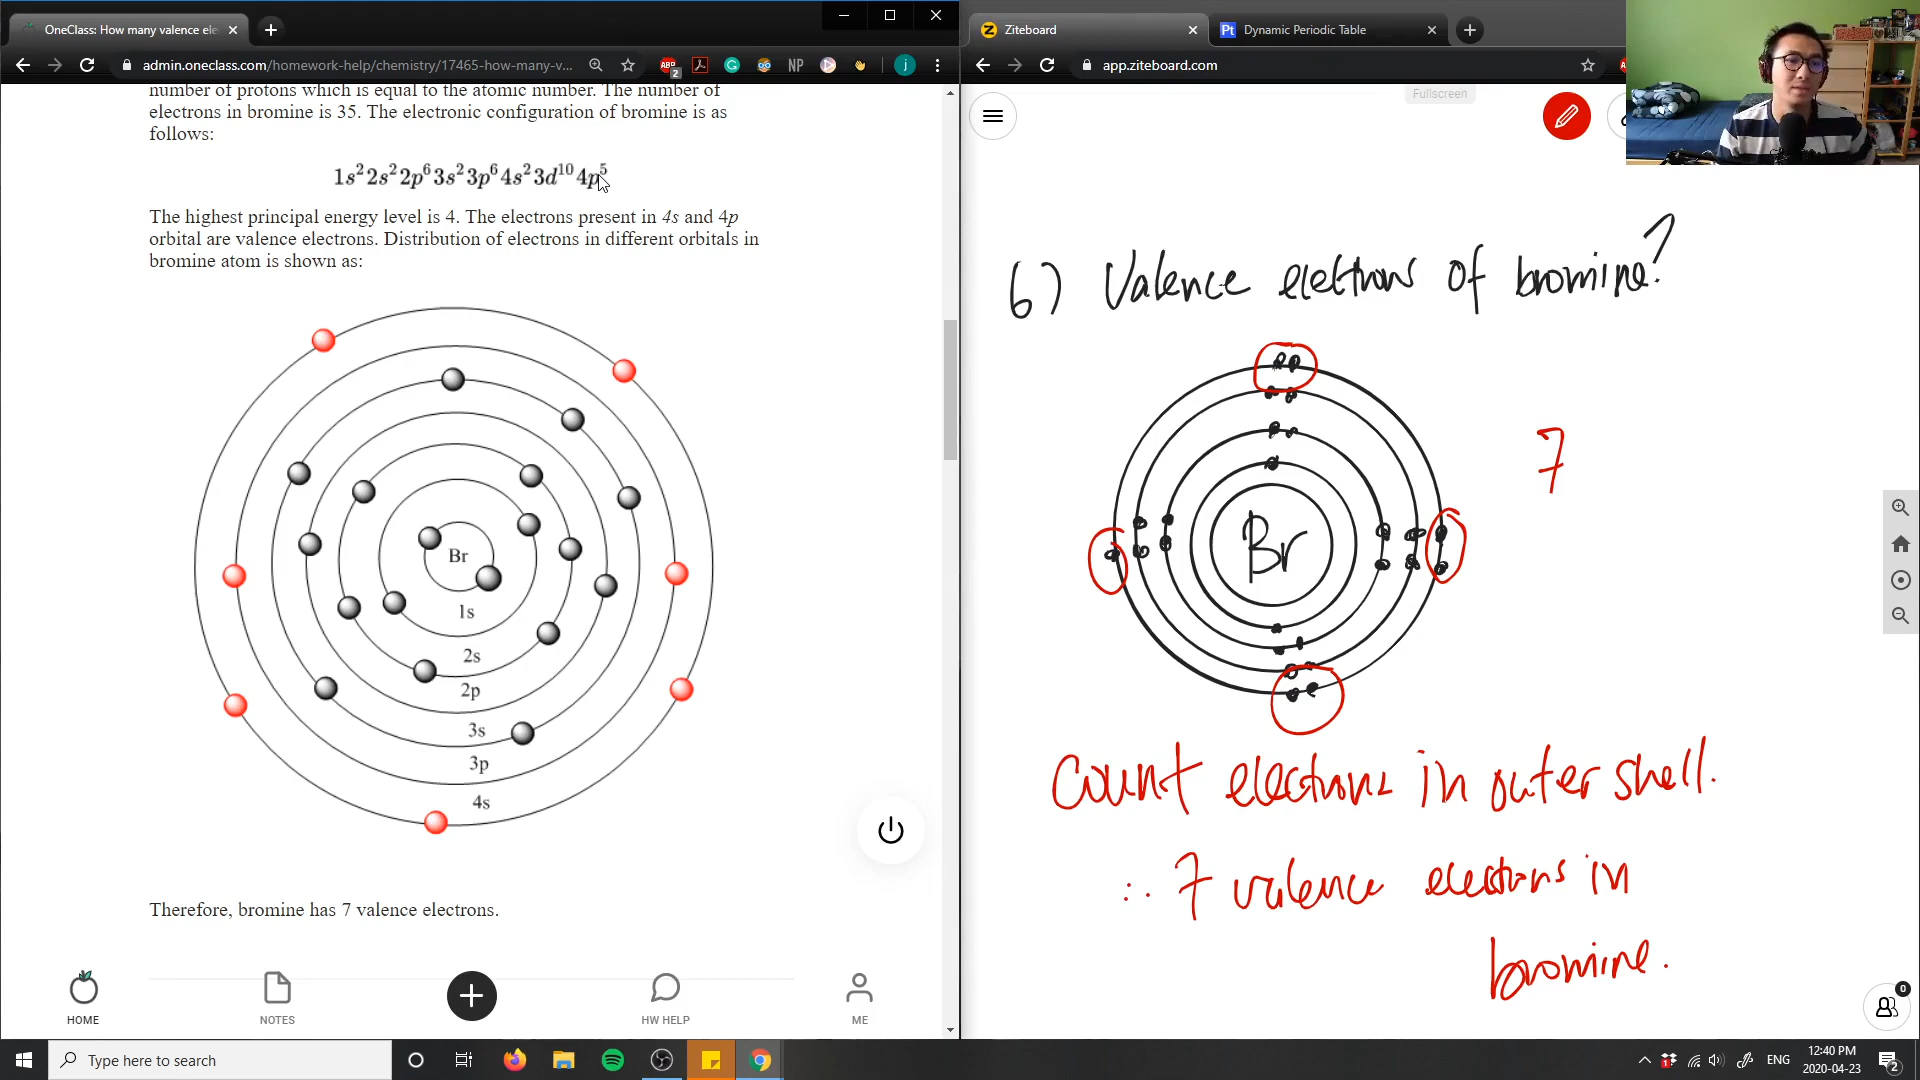 OneClass: How many valence ele
admin.oneclass.com/homework-help/chemistry/17465-how-many-v...
ABP
2
NP
j
number of protons which is equal to the atomic number. The number of
electrons in bromine is 35. The electronic configuration of bromine is as
follows:
1s²2s²2p⁶3s²3p⁶4s²3d¹⁰4p⁵
The highest principal energy level is 4. The electrons present in 4s and 4p
orbital are valence electrons. Distribution of electrons in different orbitals in
bromine atom is shown as:
Br
1s
2s
2p
3s
3p
4s
Therefore, bromine has 7 valence electrons.
HOME
NOTES
HW HELP
ME
Ziteboard
Pt Dynamic Periodic Table
app.ziteboard.com
Fullscreen
6) Valence electrons of bromine?
Br
7
Count electrons in outer shell.
∴ 7 valence electrons in
bromine.
0
Type here to search
ENG
12:40 PM
2020-04-23
2